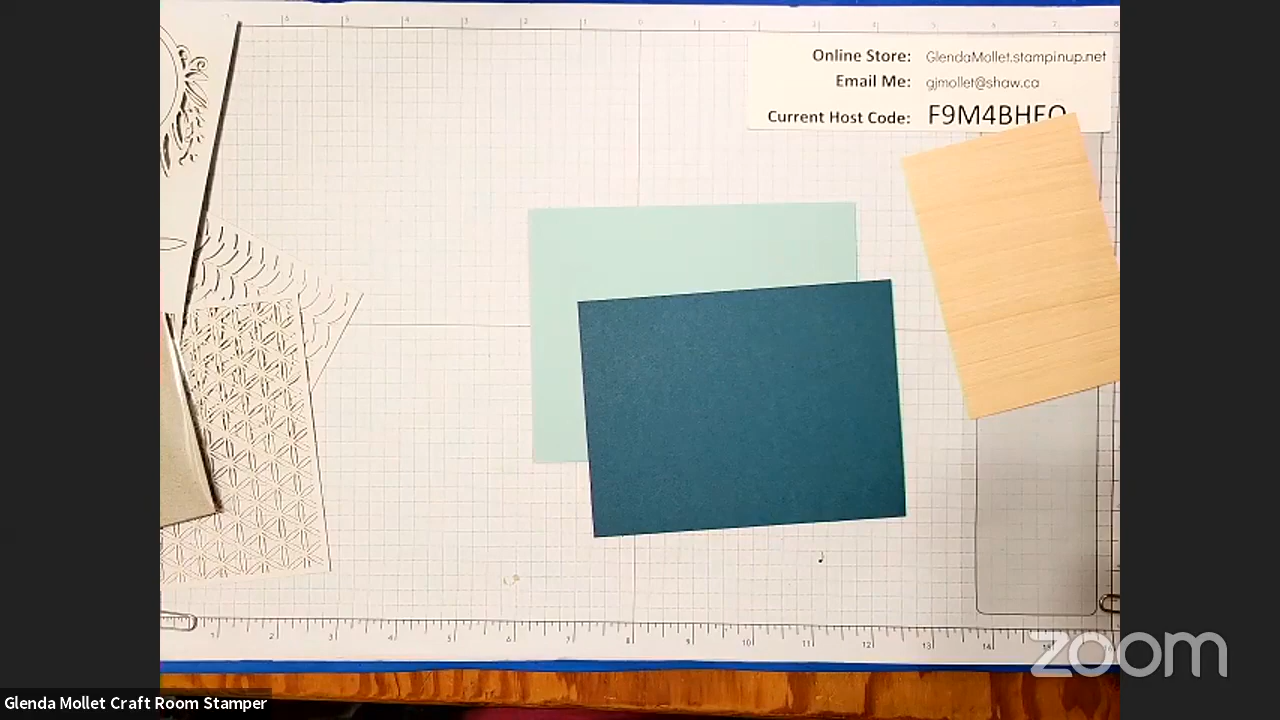 Online Store: GlendaMollet.stampinup.net
Email Me: gjmollet@shaw.ca
Current Host Code:
zoom
Glenda Mollet Craft Room Stamper